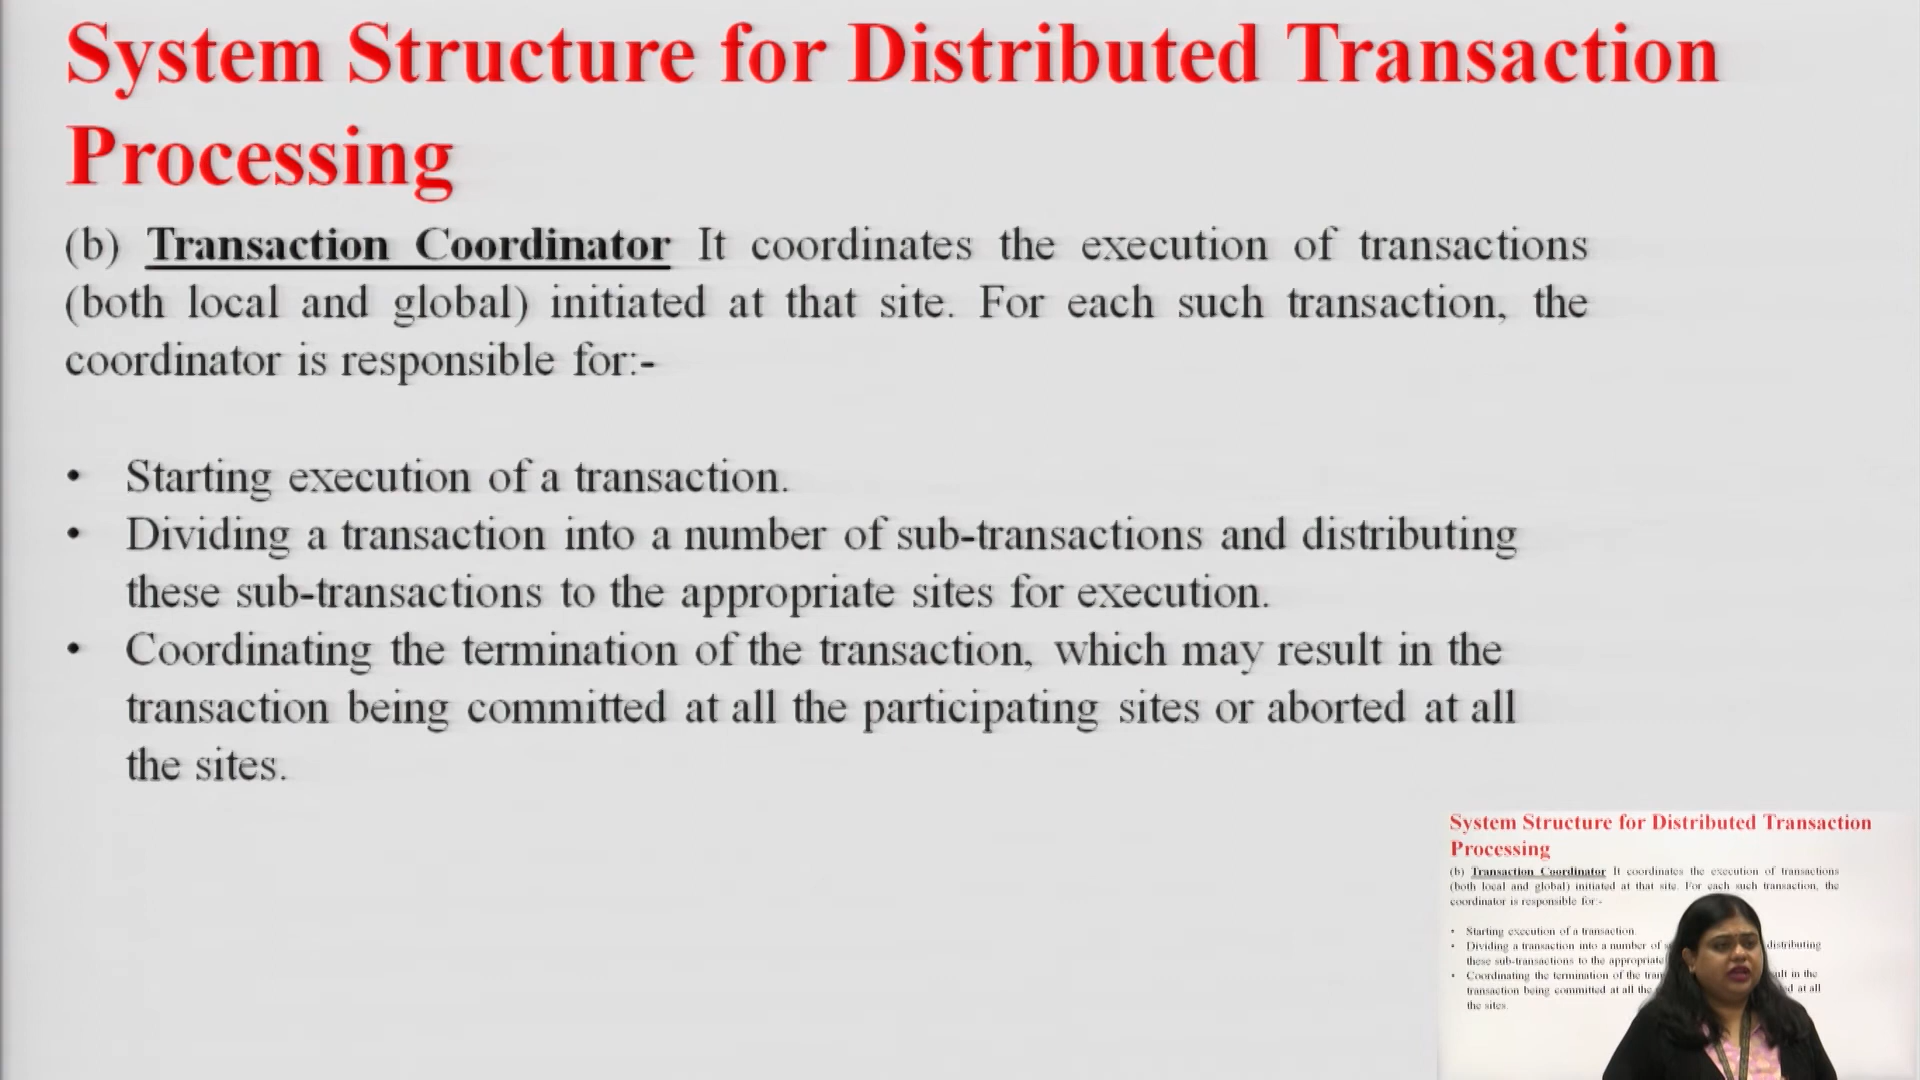 System Structure for Distributed Transaction
Processing
(b) Transaction Coordinator It coordinates the execution of transactions
(both local and global) initiated at that site. For each such transaction, the
coordinator is responsible for:-
• Starting execution of a transaction.
• Dividing a transaction into a number of sub-transactions and distributing
these sub-transactions to the appropriate sites for execution.
• Coordinating the termination of the transaction, which may result in the
transaction being committed at all the participating sites or aborted at all
the sites.
System Structure for Distributed Transaction
Processing
(b) Transaction Coordinator It coordinates the execution of transactions
(both local and global) initiated at that site. For each such transaction, the
coordinator is responsible for:-
• Starting execution of a transaction
• Dividing a transaction into a number of distributing
these sub-transactions to the appropriate
• Coordinating the termination of the in the
transaction being committed at all the at all
the sites.